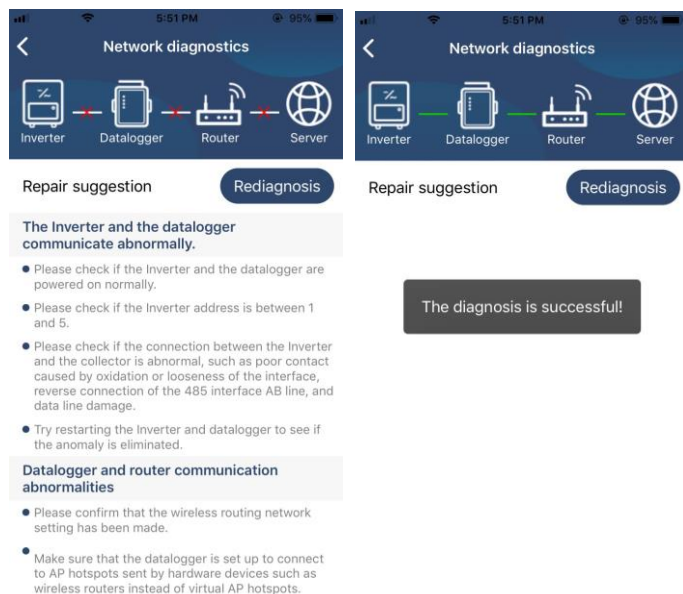 5:51 PM
95%
Network diagnostics
Inverter
Datalogger
Router
Server
Repair suggestion
Rediagnosis
The Inverter and the datalogger
communicate abnormally.
Please check if the Inverter and the datalogger are
powered on normally.
Please check if the Inverter address is between 1
and 5.
Please check if the connection between the Inverter
and the collector is abnormal, such as poor contact
caused by oxidation or looseness of the interface,
reverse connection of the 485 interface AB line, and
data line damage.
Try restarting the Inverter and datalogger to see if
the anomaly is eliminated.
Datalogger and router communication
abnormalities
Please confirm that the wireless routing network
setting has been made.
Make sure that the datalogger is set up to connect
to AP hotspots sent by hardware devices such as
wireless routers instead of virtual AP hotspots.
5:51 PM
95%
Network diagnostics
Inverter
Datalogger
Router
Server
Repair suggestion
Rediagnosis
The diagnosis is successful!